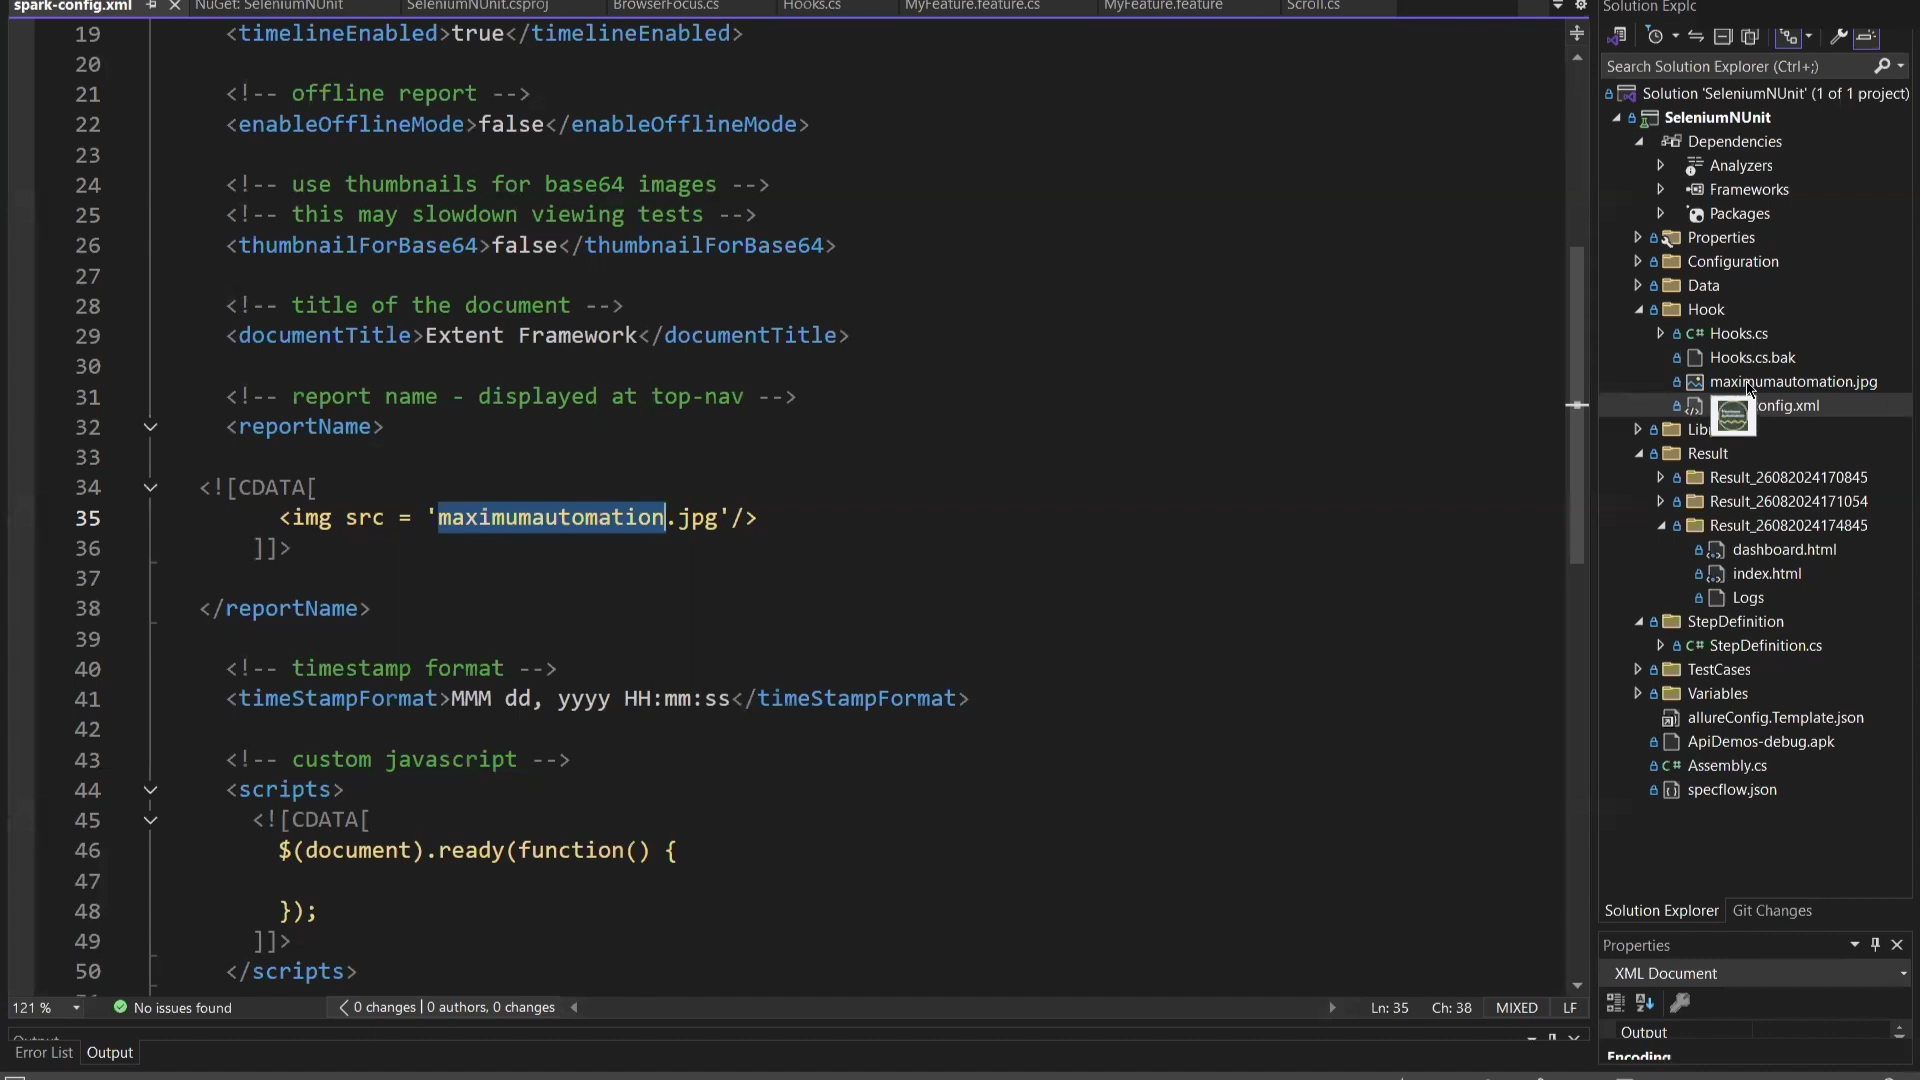 spark-config.xml
NuGet: SeleniumNUnit
SeleniumNUnit.csproj
BrowserFocus.cs
Hooks.cs
MyFeature.feature.cs
MyFeature.feature
Scroll.cs
19 <timelineEnabled>true</timelineEnabled>
20
21 <!-- offline report -->
22 <enableOfflineMode>false</enableOfflineMode>
23
24 <!-- use thumbnails for base64 images -->
25 <!-- this may slowdown viewing tests -->
26 <thumbnailForBase64>false</thumbnailForBase64>
27
28 <!-- title of the document -->
29 <documentTitle>Extent Framework</documentTitle>
30
31 <!-- report name - displayed at top-nav -->
32 <reportName>
33
34 <![CDATA[
35 <img src = 'maximumautomation.jpg'/>
36 ]]>
37
38 </reportName>
39
40 <!-- timestamp format -->
41 <timeStampFormat>MMM dd, yyyy HH:mm:ss</timeStampFormat>
42
43 <!-- custom javascript -->
44 <scripts>
45 <![CDATA[
46 $(document).ready(function() {
47
48 });
49 ]]>
50 </scripts>
121 %
No issues found
0 changes | 0 authors, 0 changes
Ln: 35
Ch: 38
MIXED
LF
Error List
Output
Solution Explc
Search Solution Explorer (Ctrl+;)
Solution 'SeleniumNUnit' (1 of 1 project)
SeleniumNUnit
Dependencies
Analyzers
Frameworks
Packages
Properties
Configuration
Data
Hook
C# Hooks.cs
Hooks.cs.bak
maximumautomation.jpg
onfig.xml
Lib
Result
Result_26082024170845
Result_26082024171054
Result_26082024174845
dashboard.html
index.html
Logs
StepDefinition
C# StepDefinition.cs
TestCases
Variables
allureConfig.Template.json
ApiDemos-debug.apk
C# Assembly.cs
specflow.json
Solution Explorer
Git Changes
Properties
XML Document
Output
Encoding